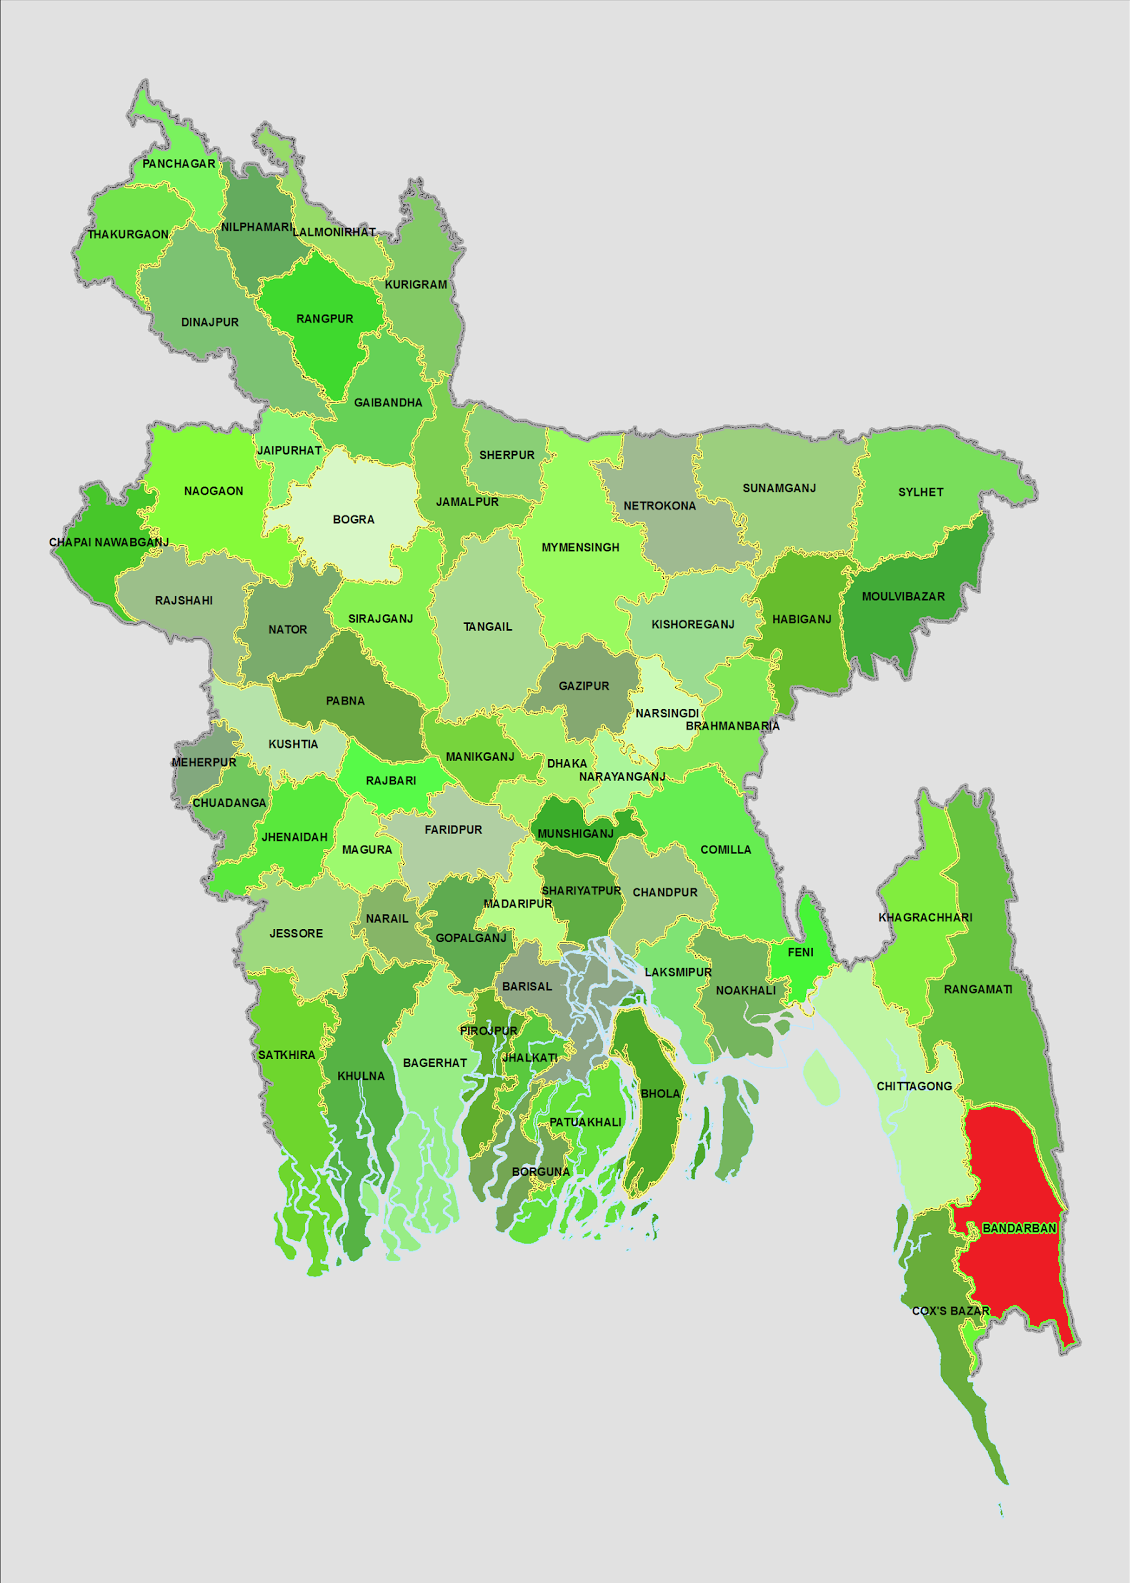 PANCHAGAR
THAKURGAON
NILPHAMARI
LALMONIRHAT
KURIGRAM
DINAJPUR
RANGPUR
GAIBANDHA
JAIPURHAT
SHERPUR
NAOGAON
BOGRA
JAMALPUR
NETROKONA
SUNAMGANJ
SYLHET
CHAPAI NAWABGANJ
MYMENSINGH
RAJSHAHI
NATOR
SIRAJGANJ
TANGAIL
KISHOREGANJ
HABIGANJ
MOULVIBAZAR
PABNA
GAZIPUR
NARSINGDI
BRAHMANBARIA
KUSHTIA
MEHERPUR
MANIKGANJ
DHAKA
NARAYANGANJ
RAJBARI
CHUADANGA
JHENAIDAH
MAGURA
FARIDPUR
MUNSHIGANJ
COMILLA
SHARIYATPUR
CHANDPUR
MADARIPUR
NARAIL
JESSORE
GOPALGANJ
KHAGRACHHARI
FENI
LAKSMIPUR
BARISAL
NOAKHALI
RANGAMATI
PIROJPUR
SATKHIRA
BAGERHAT
JHALKATI
KHULNA
BHOLA
CHITTAGONG
PATUAKHALI
BORGUNA
BANDARBAN
COX'S BAZAR